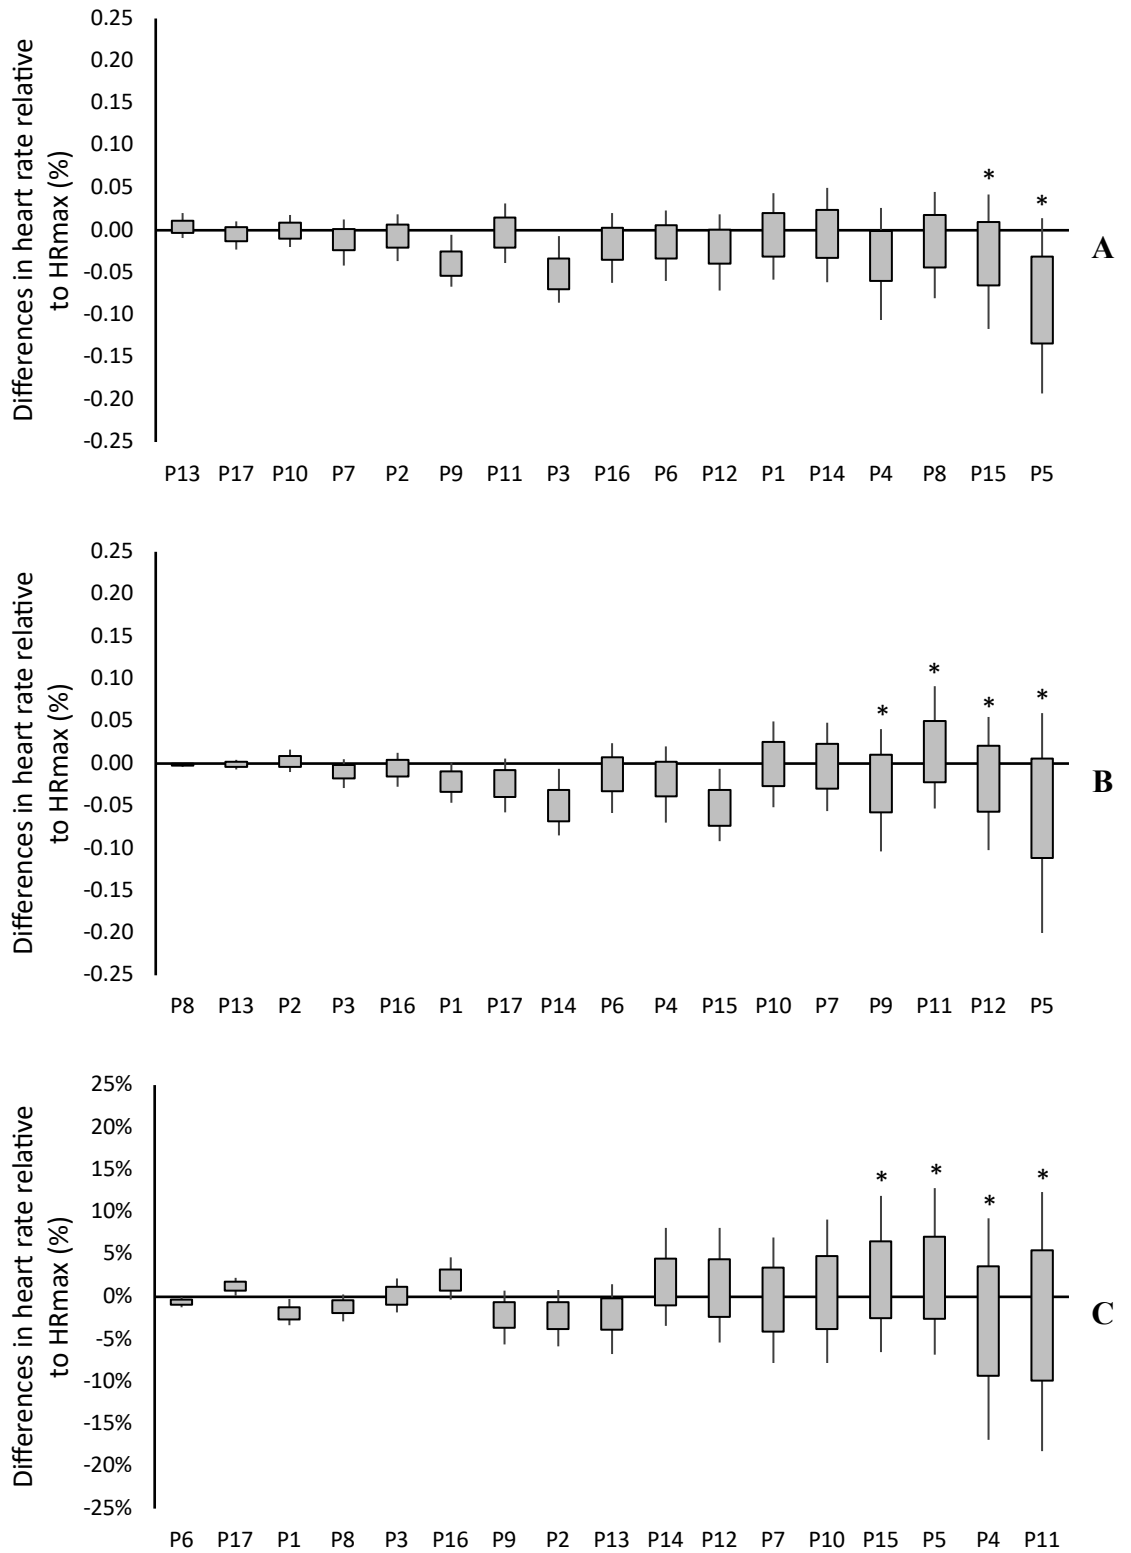 0.25
0.20
0.15
0.10
0.05
0.00
-0.05
-0.10
-0.15
-0.20
-0.25
Differences in heart rate relative
to HRmax (%)
* *
A
P13 P17 P10 P7 P2 P9 P11 P3 P16 P6 P12 P1 P14 P4 P8 P15 P5
0.25
0.20
0.15
0.10
0.05
0.00
-0.05
-0.10
-0.15
-0.20
-0.25
Differences in heart rate relative
to HRmax (%)
* * * *
B
P8 P13 P2 P3 P16 P1 P17 P14 P6 P4 P15 P10 P7 P9 P11 P12 P5
25%
20%
15%
10%
5%
0%
-5%
-10%
-15%
-20%
-25%
Differences in heart rate relative
to HRmax (%)
* * * *
C
P6 P17 P1 P8 P3 P16 P9 P2 P13 P14 P12 P7 P10 P15 P5 P4 P11